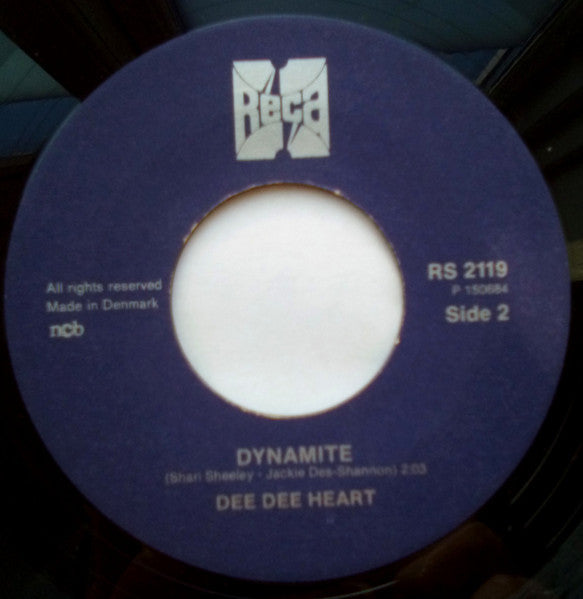 Reca
All rights reserved
Made in Denmark
ncb
RS 2119
P 150684
Side 2
DYNAMITE
(Shari Sheeley - Jackie Des-Shannon) 2:03
DEE DEE HEART